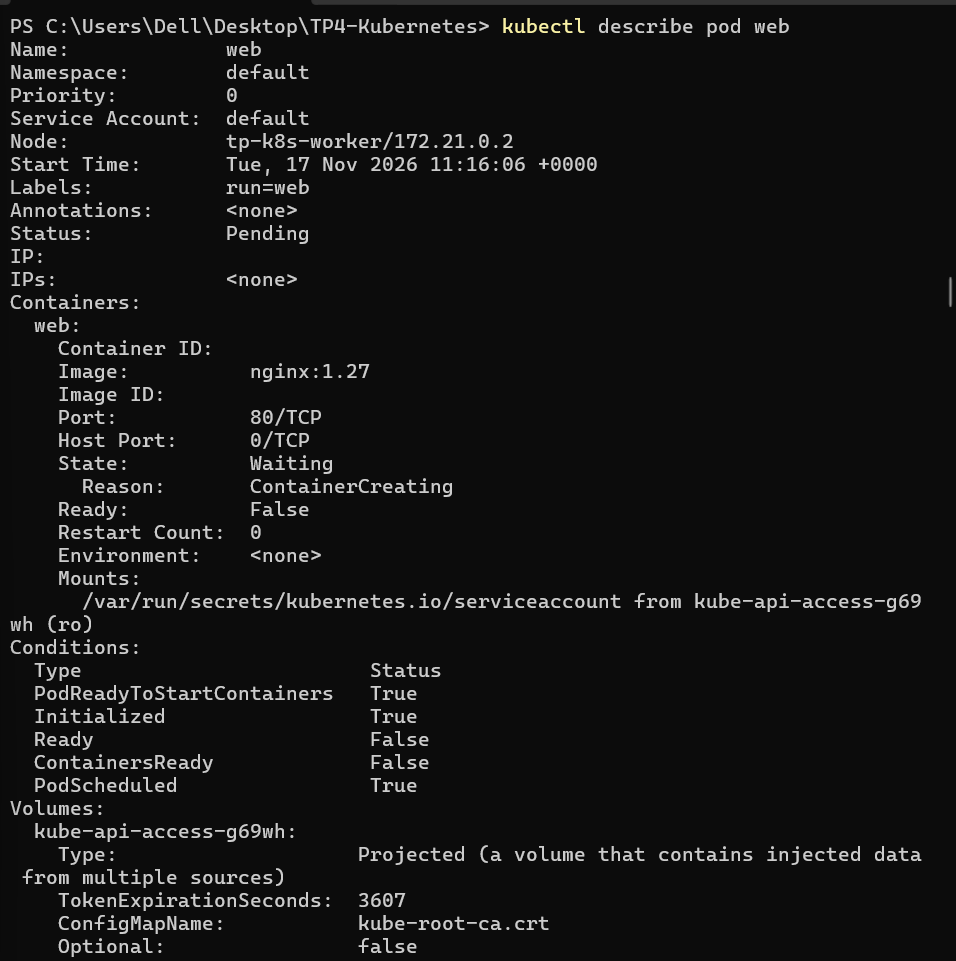 PS C:\Users\Dell\Desktop\TP4-Kubernetes> kubectl describe pod web
Name:             web
Namespace:        default
Priority:         0
Service Account:  default
Node:             tp-k8s-worker/172.21.0.2
Start Time:       Tue, 17 Nov 2026 11:16:06 +0000
Labels:           run=web
Annotations:      <none>
Status:           Pending
IP:
IPs:              <none>
Containers:
  web:
    Container ID:
    Image:          nginx:1.27
    Image ID:
    Port:           80/TCP
    Host Port:      0/TCP
    State:          Waiting
      Reason:       ContainerCreating
    Ready:          False
    Restart Count:  0
    Environment:    <none>
    Mounts:
      /var/run/secrets/kubernetes.io/serviceaccount from kube-api-access-g69
wh (ro)
Conditions:
  Type                        Status
  PodReadyToStartContainers   True
  Initialized                 True
  Ready                       False
  ContainersReady             False
  PodScheduled                True
Volumes:
  kube-api-access-g69wh:
    Type:                    Projected (a volume that contains injected data
 from multiple sources)
    TokenExpirationSeconds:  3607
    ConfigMapName:           kube-root-ca.crt
    Optional:                false